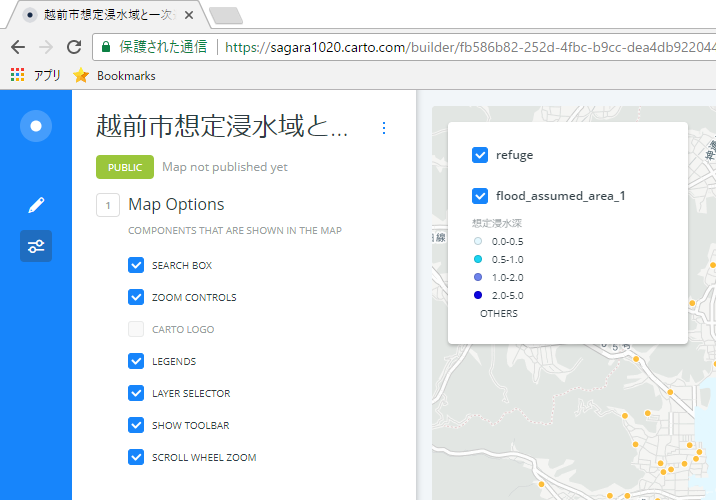 越前市想定浸水域と一次
保護された通信
https://sagara1020.carto.com/builder/fb586b82-252d-4fbc-b9cc-dea4db922044
アプリ
Bookmarks
越前市想定浸水域と...
PUBLIC
Map not published yet
1
Map Options
COMPONENTS THAT ARE SHOWN IN THE MAP
SEARCH BOX
ZOOM CONTROLS
CARTO LOGO
LEGENDS
LAYER SELECTOR
SHOW TOOLBAR
SCROLL WHEEL ZOOM
refuge
flood_assumed_area_1
想定浸水深
0.0-0.5
0.5-1.0
1.0-2.0
2.0-5.0
OTHERS